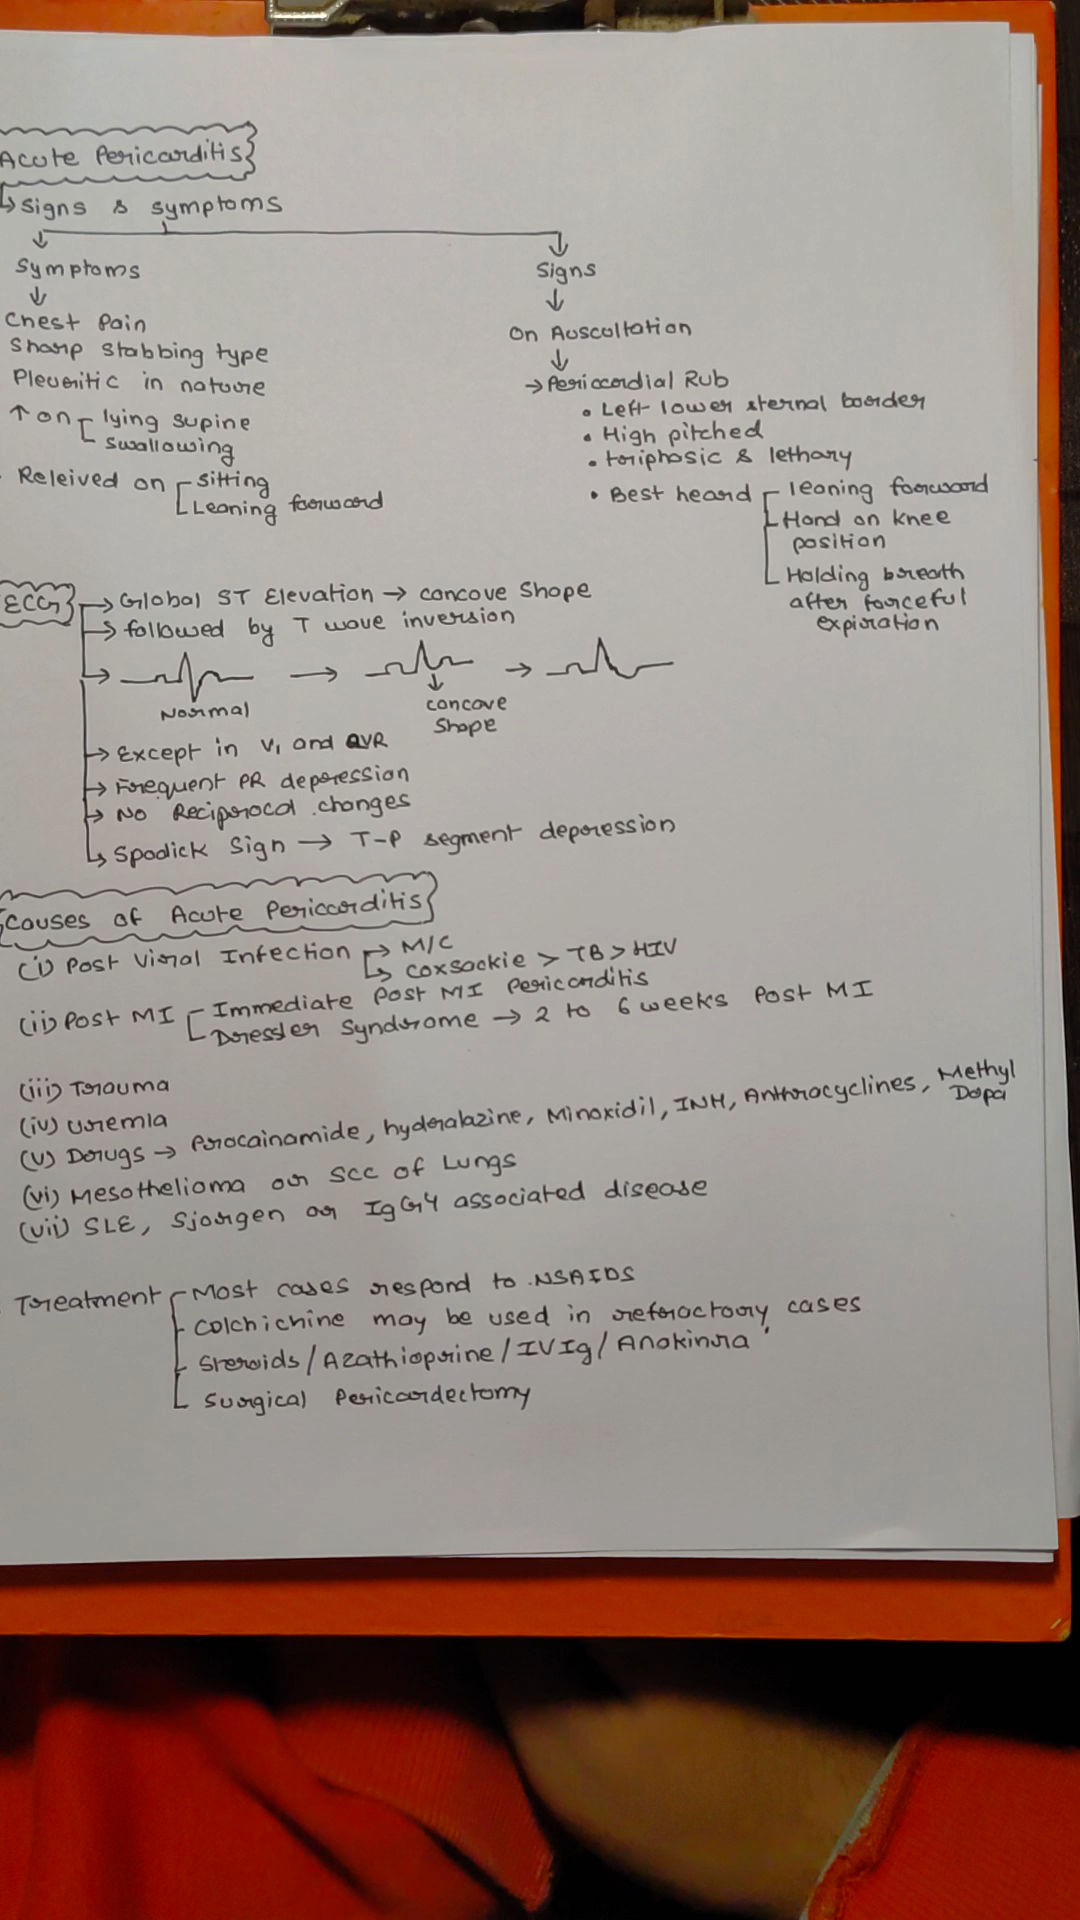 Acute Pericarditis
↳ Signs & symptoms
Symptoms
↓
Chest Pain
Sharp stabbing type
Pleuritic in nature
↑ on lying supine
swallowing
Releived on sitting
Leaning forward
Signs
↓
On Auscultation
↓
→ Pericardial Rub
• Left lower sternal border
• High pitched
• triphasic & lethary
• Best heard leaning forward
Hand on knee
position
Holding breath
after forceful
expiration
ECG → Global ST Elevation → concave Shape
→ followed by T wave inversion
→ → →
Normal
concave
Shape
→ Except in V1 and aVR
→ Frequent PR depression
→ No Reciprocal changes
↳ Spodick Sign → T-P segment depression
Causes of Acute Pericarditis
(i) Post Viral Infection → M/C
↳ coxsackie > TB > HIV
(ii) Post MI Immediate Post MI Pericarditis
Dressler Syndrome → 2 to 6 weeks Post MI
(iii) Trauma
(iv) uremia
(v) Drugs → Procainamide, hyderalazine, Minoxidil, INH, Anthrocyclines, Methyl
Dopa
(vi) Mesothelioma or SCC of Lungs
(vii) SLE, Sjorgen or IgG4 associated disease
Treatment Most cases respond to NSAIDS
Colchichine may be used in refractory cases
Steroids / Azathioprine / IVIg / Anakinra
Surgical Pericardectomy